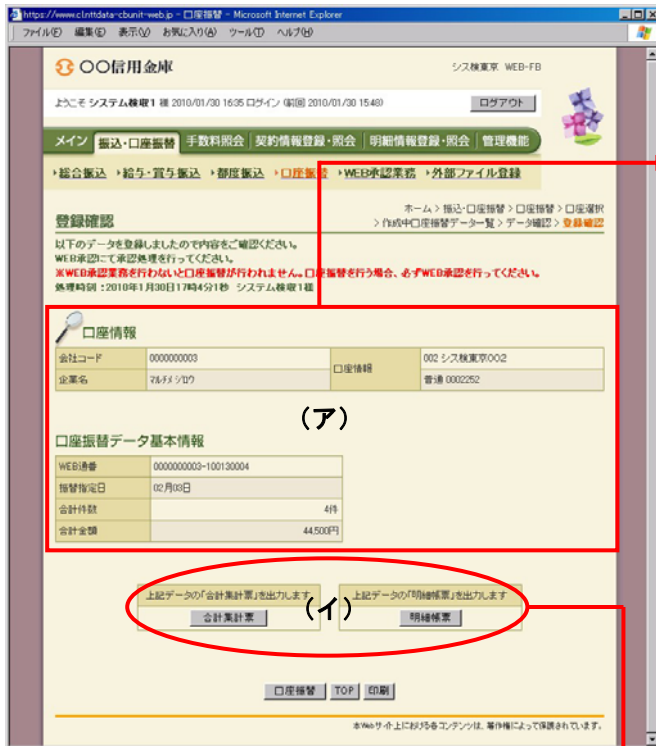 https://www.cl.nttdata-cbunit-web.jp - 口座振替 - Microsoft Internet Explorer
ファイル(F) 編集(E) 表示(V) お気に入り(A) ツール(T) ヘルプ(H)
〇〇信用金庫
シス検東京 WEB-FB
ようこそ システム検収1 様 2010/01/30 16:35 ログイン (前回 2010/01/30 15:48)
ログアウト
メイン 振込・口座振替 手数料照会 契約情報登録・照会 明細情報登録・照会 管理機能
総合振込 給与・賞与振込 都度振込 口座振替 WEB承認業務 外部ファイル登録
ホーム > 振込・口座振替 > 口座振替 > 口座選択
登録確認
> 作成中口座振替データ一覧 > データ確認 > 登録確認
以下のデータを登録しましたので内容をご確認ください。
WEB承認にて承認処理を行ってください。
※WEB承認業務を行わないと口座振替が行われません。口座振替を行う場合、必ずWEB承認を行ってください。
処理時刻：2010年1月30日17時4分1秒 システム検収1様
口座情報
会社コード 0000000003 口座情報 002 シス検東京002
企業名 マルチメ ジロウ 普通 0002252
(ア)
口座振替データ基本情報
WEB通番 0000000003-100130004
振替指定日 02月03日
合計件数 4件
合計金額 44,500円
上記データの「合計集計票」を出力します 上記データの「明細帳票」を出力します
(イ)
合計集計票 明細帳票
口座振替 TOP 印刷
本Webサイト上における各コンテンツは、著作権によって保護されています。